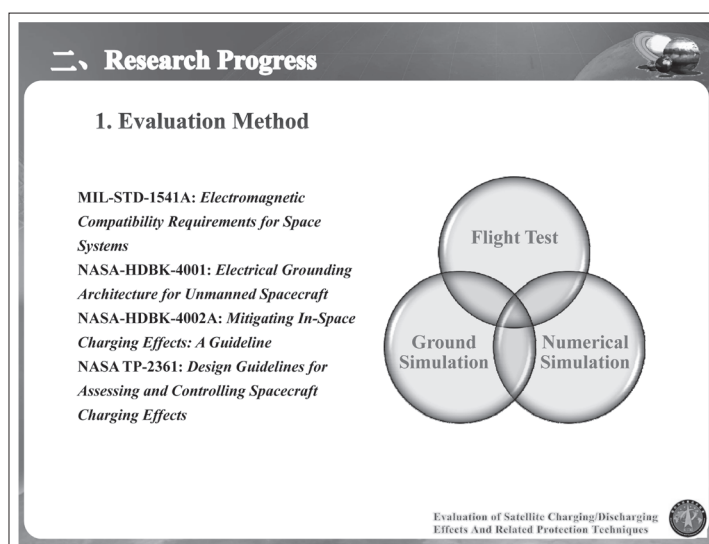 二、Research Progress
1. Evaluation Method
MIL-STD-1541A: Electromagnetic
Compatibility Requirements for Space
Systems
NASA-HDBK-4001: Electrical Grounding
Architecture for Unmanned Spacecraft
NASA-HDBK-4002A: Mitigating In-Space
Charging Effects: A Guideline
NASA TP-2361: Design Guidelines for
Assessing and Controlling Spacecraft
Charging Effects
Flight Test
Ground
Simulation
Numerical
Simulation
Evaluation of Satellite Charging/Discharging
Effects And Related Protection Techniques